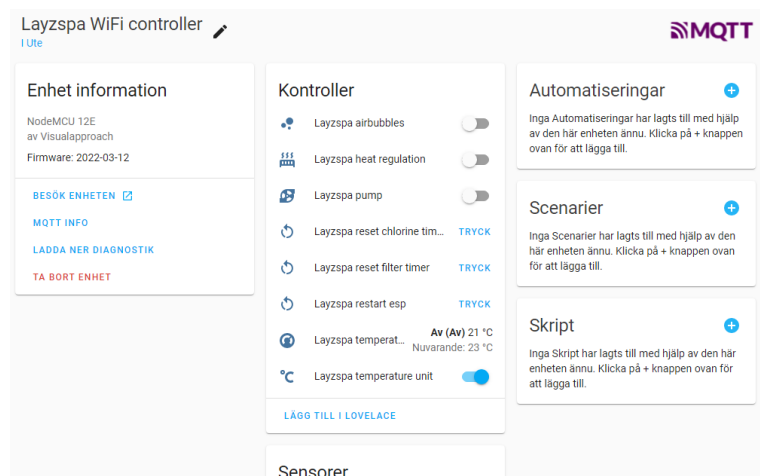 Layzspa WiFi controller
I Ute
MQTT
Enhet information
NodeMCU 12E
av Visualapproach
Firmware: 2022-03-12
BESÖK ENHETEN
MQTT INFO
LADDA NER DIAGNOSTIK
TA BORT ENHET
Kontroller
Layzspa airbubbles
Layzspa heat regulation
Layzspa pump
Layzspa reset chlorine tim... TRYCK
Layzspa reset filter timer TRYCK
Layzspa restart esp TRYCK
Layzspa temperat... Av (Av) 21 °C
Nuvarande: 23 °C
°C Layzspa temperature unit
LÄGG TILL I LOVELACE
Sensorer
Automatiseringar
Inga Automatiseringar har lagts till med hjälp
av den här enheten ännu. Klicka på + knappen
ovan för att lägga till.
Scenarier
Inga Scenarier har lagts till med hjälp av den
här enheten ännu. Klicka på + knappen ovan
för att lägga till.
Skript
Inga Skript har lagts till med hjälp av den här
enheten ännu. Klicka på + knappen ovan för
att lägga till.